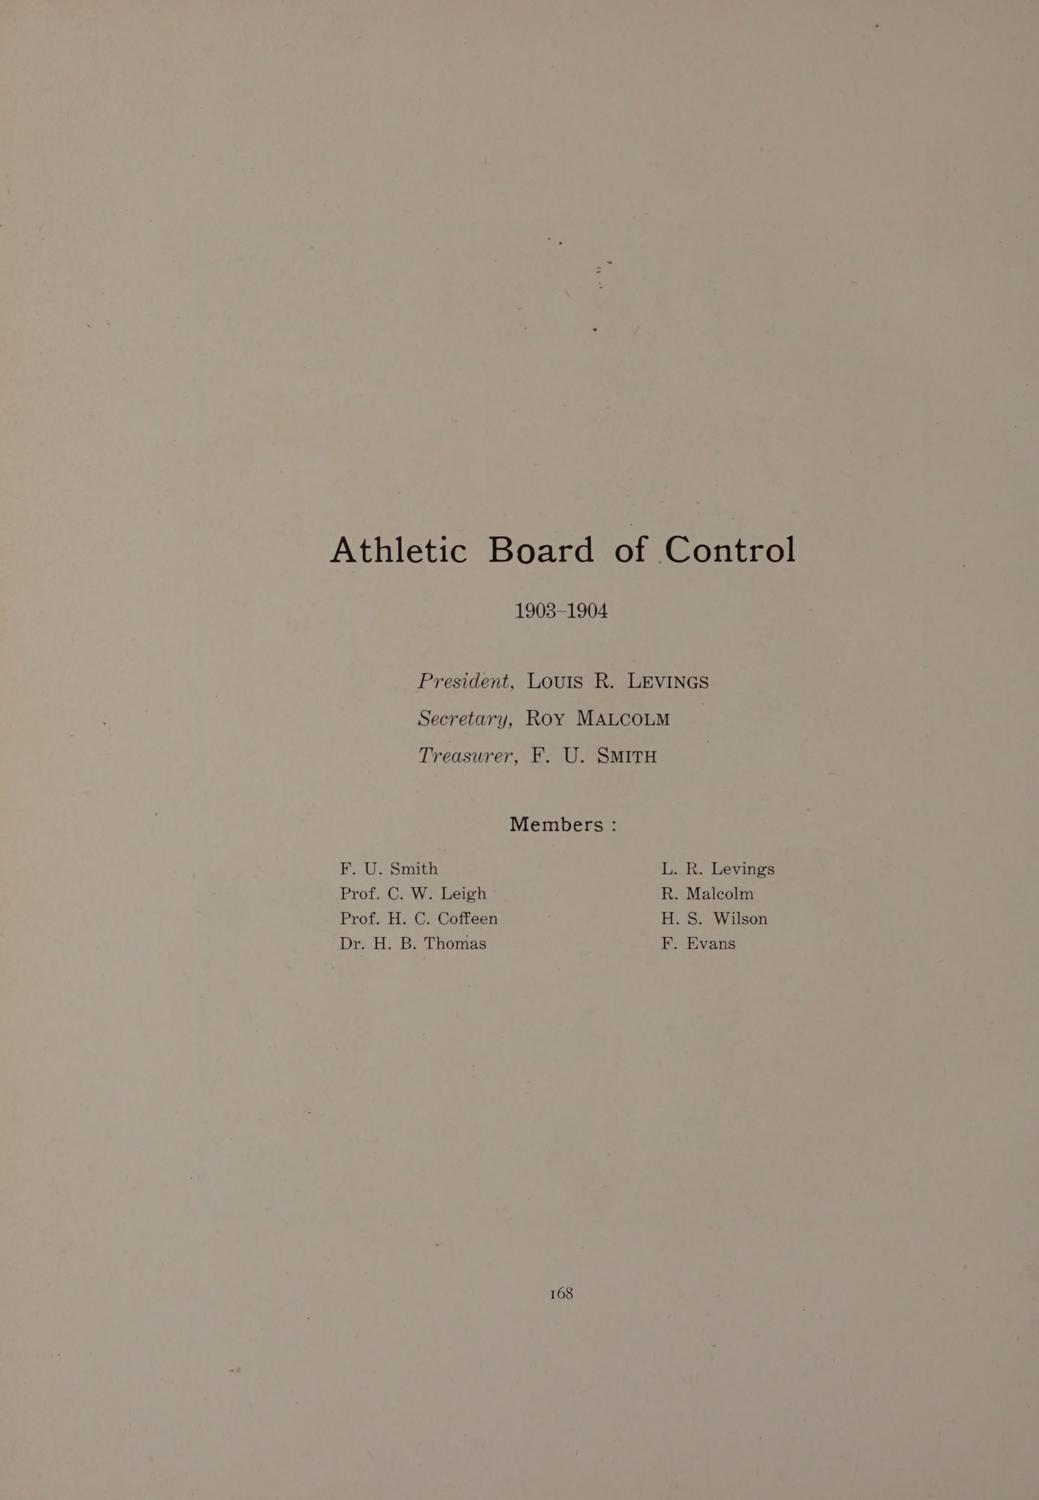 Athletic Board of Control
1903-1904
President, LOUIS R. LEVINGS
Secretary, ROY MALCOLM
Treasurer, F. U. SMITH
Members :
F. U. Smith
Prof. C. W. Leigh
Prof. H. C. Coffeen
Dr. H. B. Thomas
L. R. Levings
R. Malcolm
H. S. Wilson
F. Evans
168